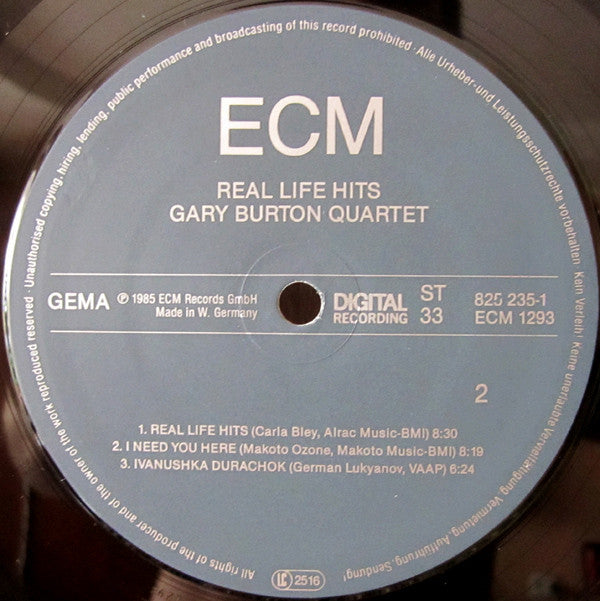 ECM
REAL LIFE HITS
GARY BURTON QUARTET
GEMA
℗ 1985 ECM Records GmbH
Made in W. Germany
DIGITAL
RECORDING
ST
33
825 235-1
ECM 1293
2
1. REAL LIFE HITS (Carla Bley, Alrac Music-BMI) 8:30
2. I NEED YOU HERE (Makoto Ozone, Makoto Music-BMI) 8:19
3. IVANUSHKA DURACHOK (German Lukyanov, VAAP) 6:24
All rights of the producer and of the owner of the work reproduced reserved · Unauthorised copying, hiring, lending, public performance and broadcasting of this record prohibited · Alle Urheber- und Leistungsschutzrechte vorbehalten · Kein Verleih! Keine unerlaubte Vervielfältigung, Vermietung, Aufführung, Sendung!
LC 2516